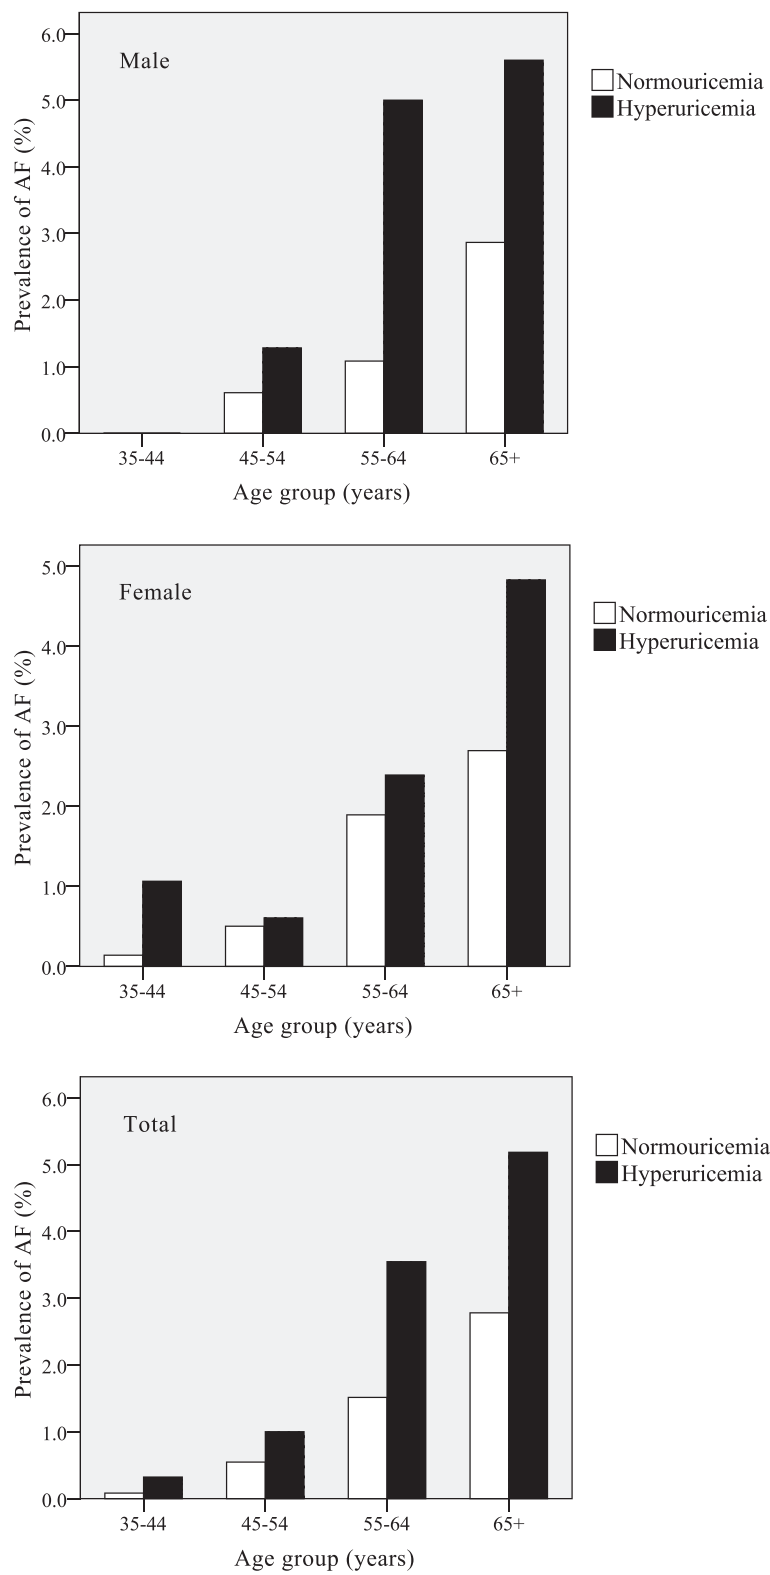 Male
Normouricemia
Hyperuricemia
Prevalence of AF (%)
6.0
5.0
4.0
3.0
2.0
1.0
0.0
35-44 45-54 55-64 65+
Age group (years)
Female
Normouricemia
Hyperuricemia
Prevalence of AF (%)
5.0
4.0
3.0
2.0
1.0
0.0
35-44 45-54 55-64 65+
Age group (years)
Total
Normouricemia
Hyperuricemia
Prevalence of AF (%)
6.0
5.0
4.0
3.0
2.0
1.0
0.0
35-44 45-54 55-64 65+
Age group (years)